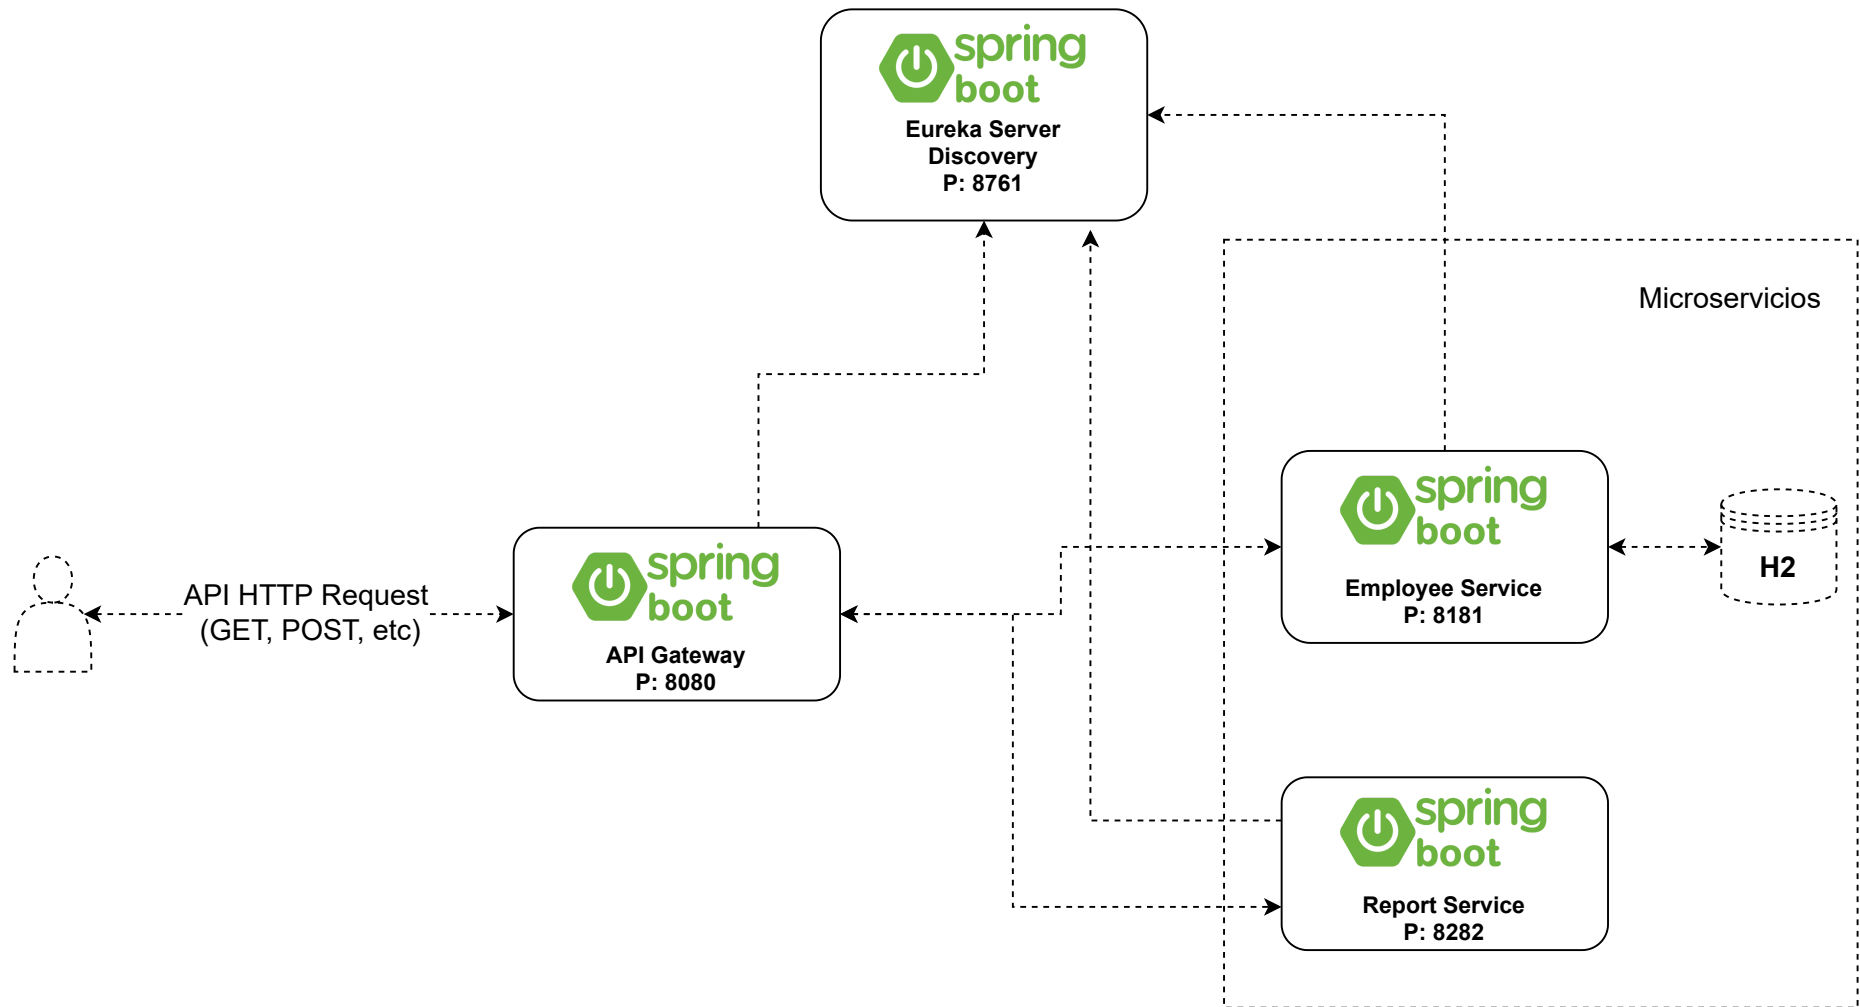 spring
boot
Eureka Server
Discovery
P: 8761
Microservicios
spring
boot
Employee Service
P: 8181
H2
API HTTP Request
(GET, POST, etc)
spring
boot
API Gateway
P: 8080
spring
boot
Report Service
P: 8282